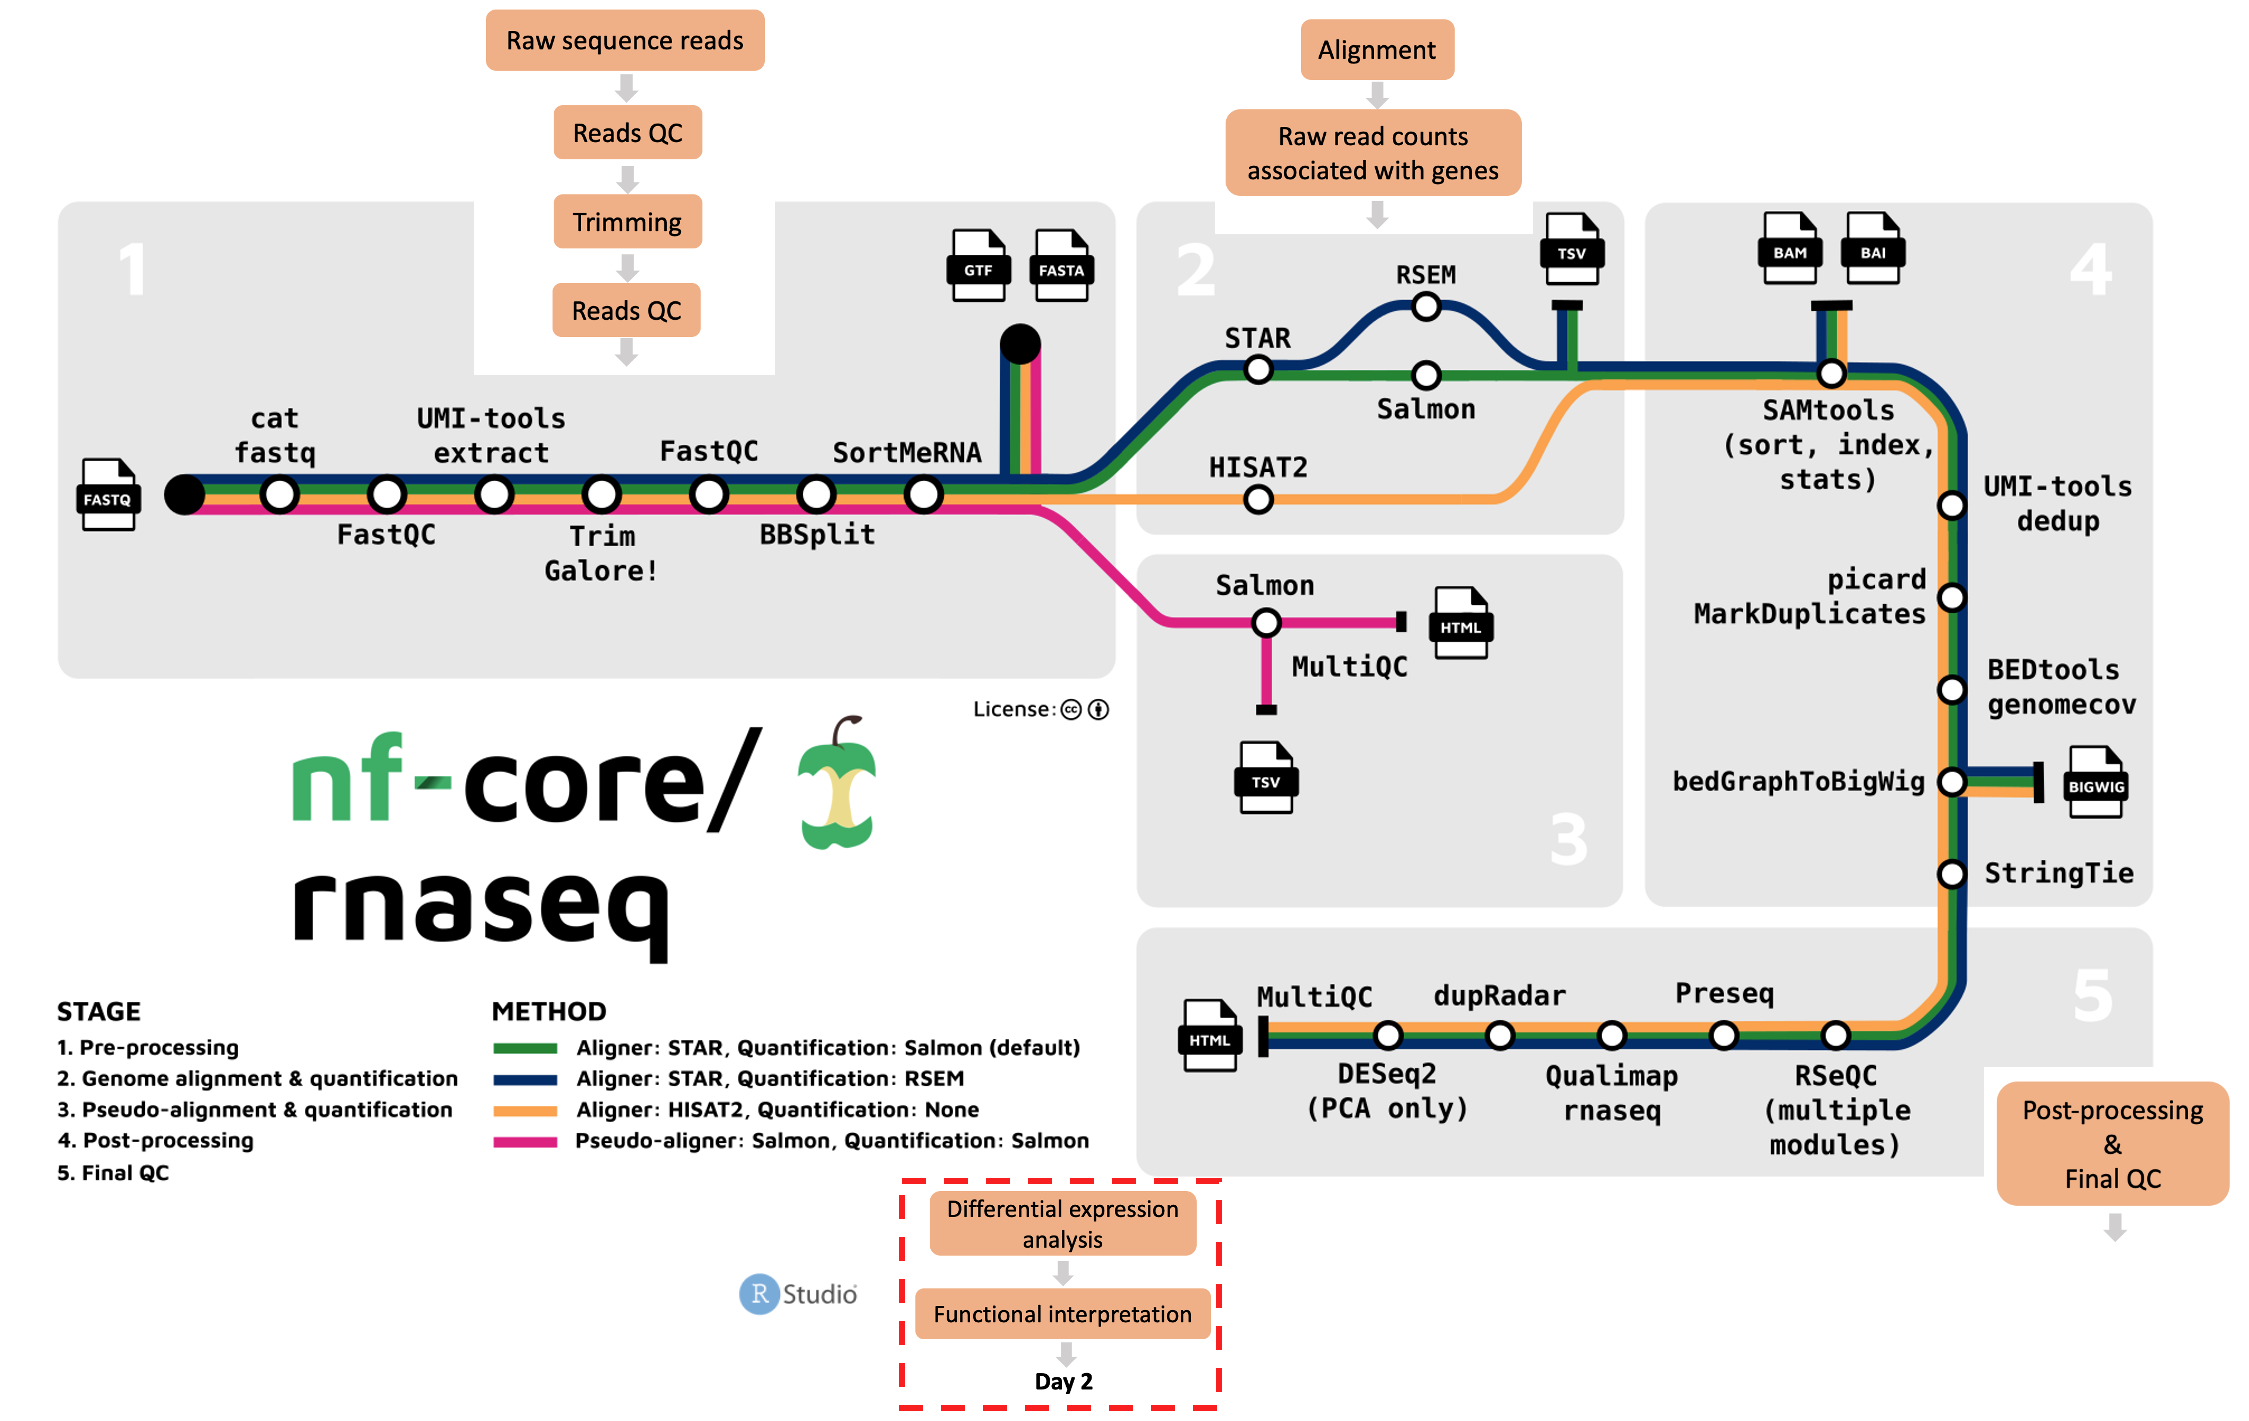 Raw sequence reads
Reads QC
Trimming
Reads QC
Alignment
Raw read counts
associated with genes
1
GTF
FASTA
FASTQ
cat
fastq
FastQC
UMI-tools
extract
Trim
Galore!
FastQC
BBSplit
SortMeRNA
2
TSV
RSEM
STAR
Salmon
HISAT2
3
Salmon
HTML
MultiQC
TSV
4
BAM
BAI
SAMtools
(sort, index,
stats)
UMI-tools
dedup
picard
MarkDuplicates
BEDtools
genomecov
bedGraphToBigWig
BIGWIG
StringTie
5
HTML
MultiQC
DESeq2
(PCA only)
dupRadar
Qualimap
rnaseq
Preseq
RSeQC
(multiple
modules)
Post-processing
&
Final QC
License: cc
nf-core/
rnaseq
STAGE
1. Pre-processing
2. Genome alignment & quantification
3. Pseudo-alignment & quantification
4. Post-processing
5. Final QC
METHOD
Aligner: STAR, Quantification: Salmon (default)
Aligner: STAR, Quantification: RSEM
Aligner: HISAT2, Quantification: None
Pseudo-aligner: Salmon, Quantification: Salmon
R Studio
Differential expression
analysis
Functional interpretation
Day 2